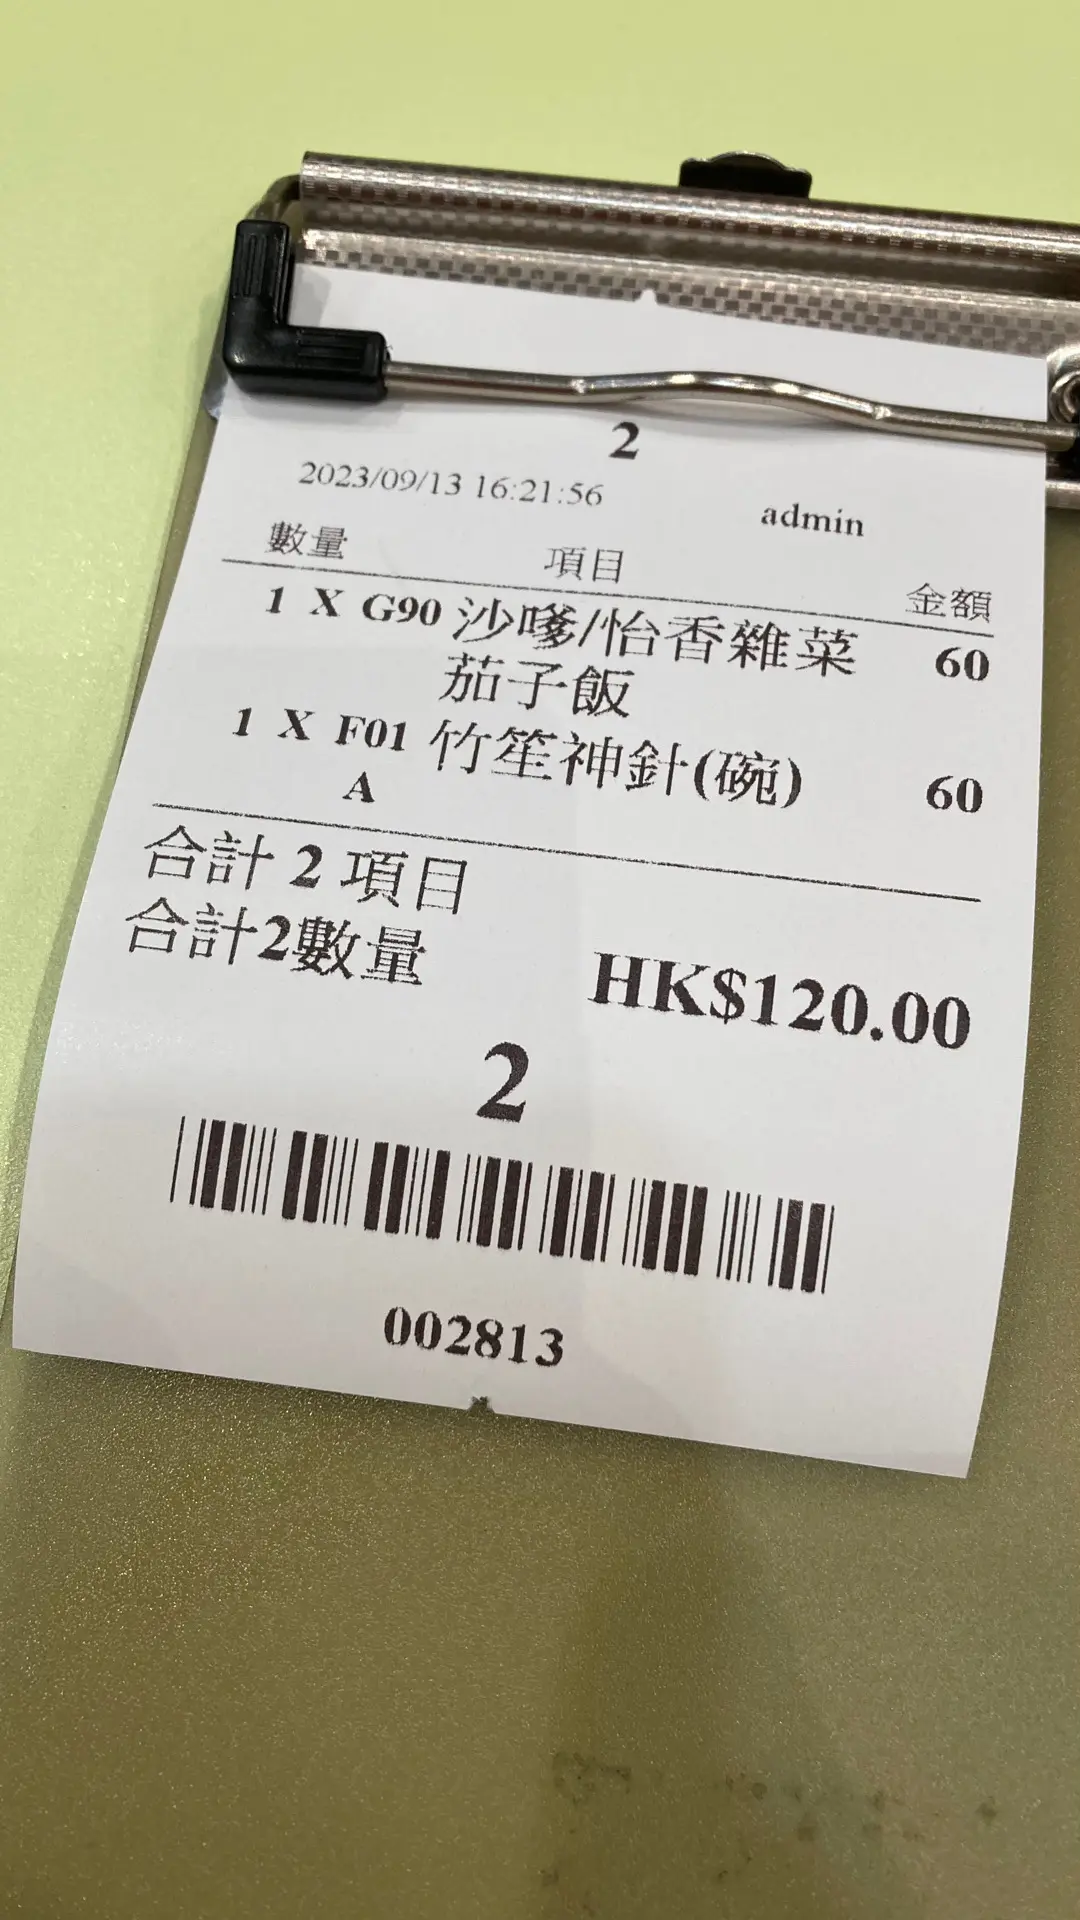 2
2023/09/13 16:21:56 admin
數量 項目 金額
1 X G90 沙嗲/怡香雜菜 60
茄子飯
1 X F01 竹笙神針(碗) 60
A
合計 2 項目
合計2數量 HK$120.00
2
002813